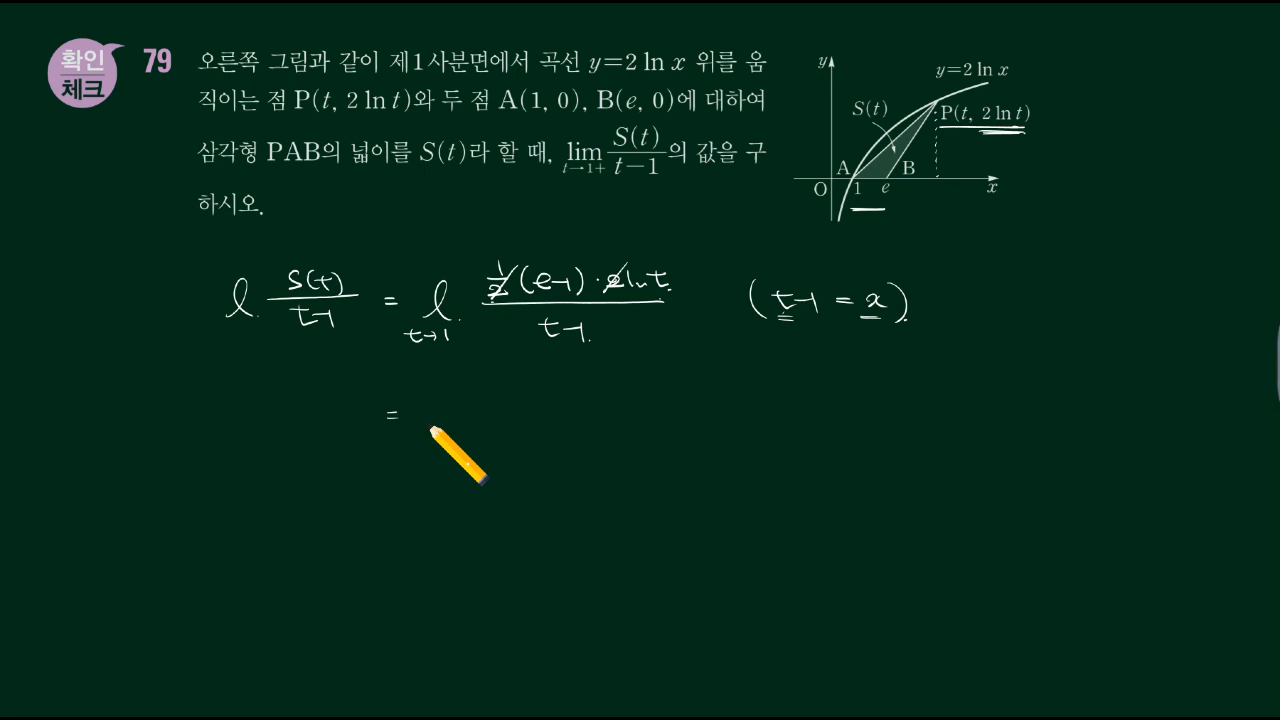 확인
체크
79 오른쪽 그림과 같이 제1사분면에서 곡선 y=2 ln x 위를 움
직이는 점 P(t, 2 ln t)와 두 점 A(1, 0), B(e, 0)에 대하여
삼각형 PAB의 넓이를 S(t)라 할 때, lim_{t→1+} S(t)/(t-1)의 값을 구
하시오.
y
y=2 ln x
S(t)
P(t, 2 ln t)
A B
O 1 e x
l. S(t)/(t-1) = l_{t→1}. (1/2(e-1)·2lnt)/(t-1) (t-1=x)
=